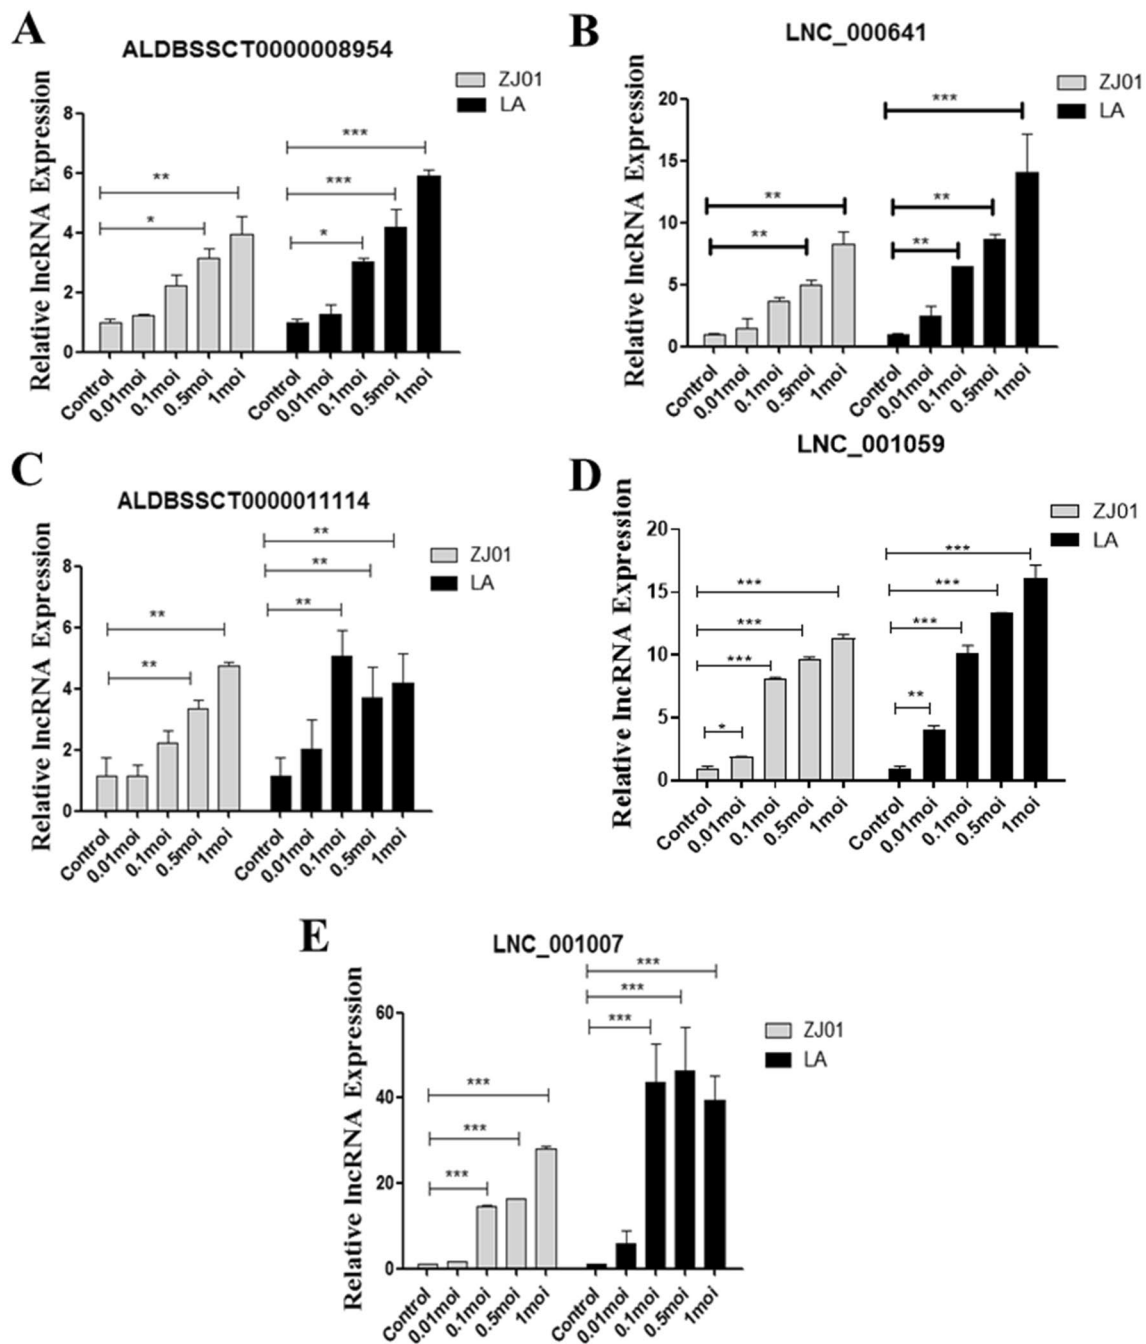 A
ALDBSSCT0000008954
ZJ01
LA
Relative lncRNA Expression
8
6
4
2
0
**
*
***
***
*
Control
0.01moi
0.1moi
0.5moi
1moi
Control
0.01moi
0.1moi
0.5moi
1moi
B
LNC_000641
ZJ01
LA
Relative lncRNA Expression
20
15
10
5
0
**
**
***
**
**
Control
0.01moi
0.1moi
0.5moi
1moi
Control
0.01moi
0.1moi
0.5moi
1moi
C
ALDBSSCT0000011114
ZJ01
LA
Relative lncRNA Expression
8
6
4
2
0
**
**
**
**
**
Control
0.01moi
0.1moi
0.5moi
1moi
Control
0.01moi
0.1moi
0.5moi
1moi
D
LNC_001059
ZJ01
LA
Relative lncRNA Expression
20
15
10
5
0
***
***
***
*
***
***
***
**
Control
0.01moi
0.1moi
0.5moi
1moi
Control
0.01moi
0.1moi
0.5moi
1moi
E
LNC_001007
ZJ01
LA
Relative lncRNA Expression
60
40
20
0
***
***
***
***
***
***
Control
0.01moi
0.1moi
0.5moi
1moi
Control
0.01moi
0.1moi
0.5moi
1moi